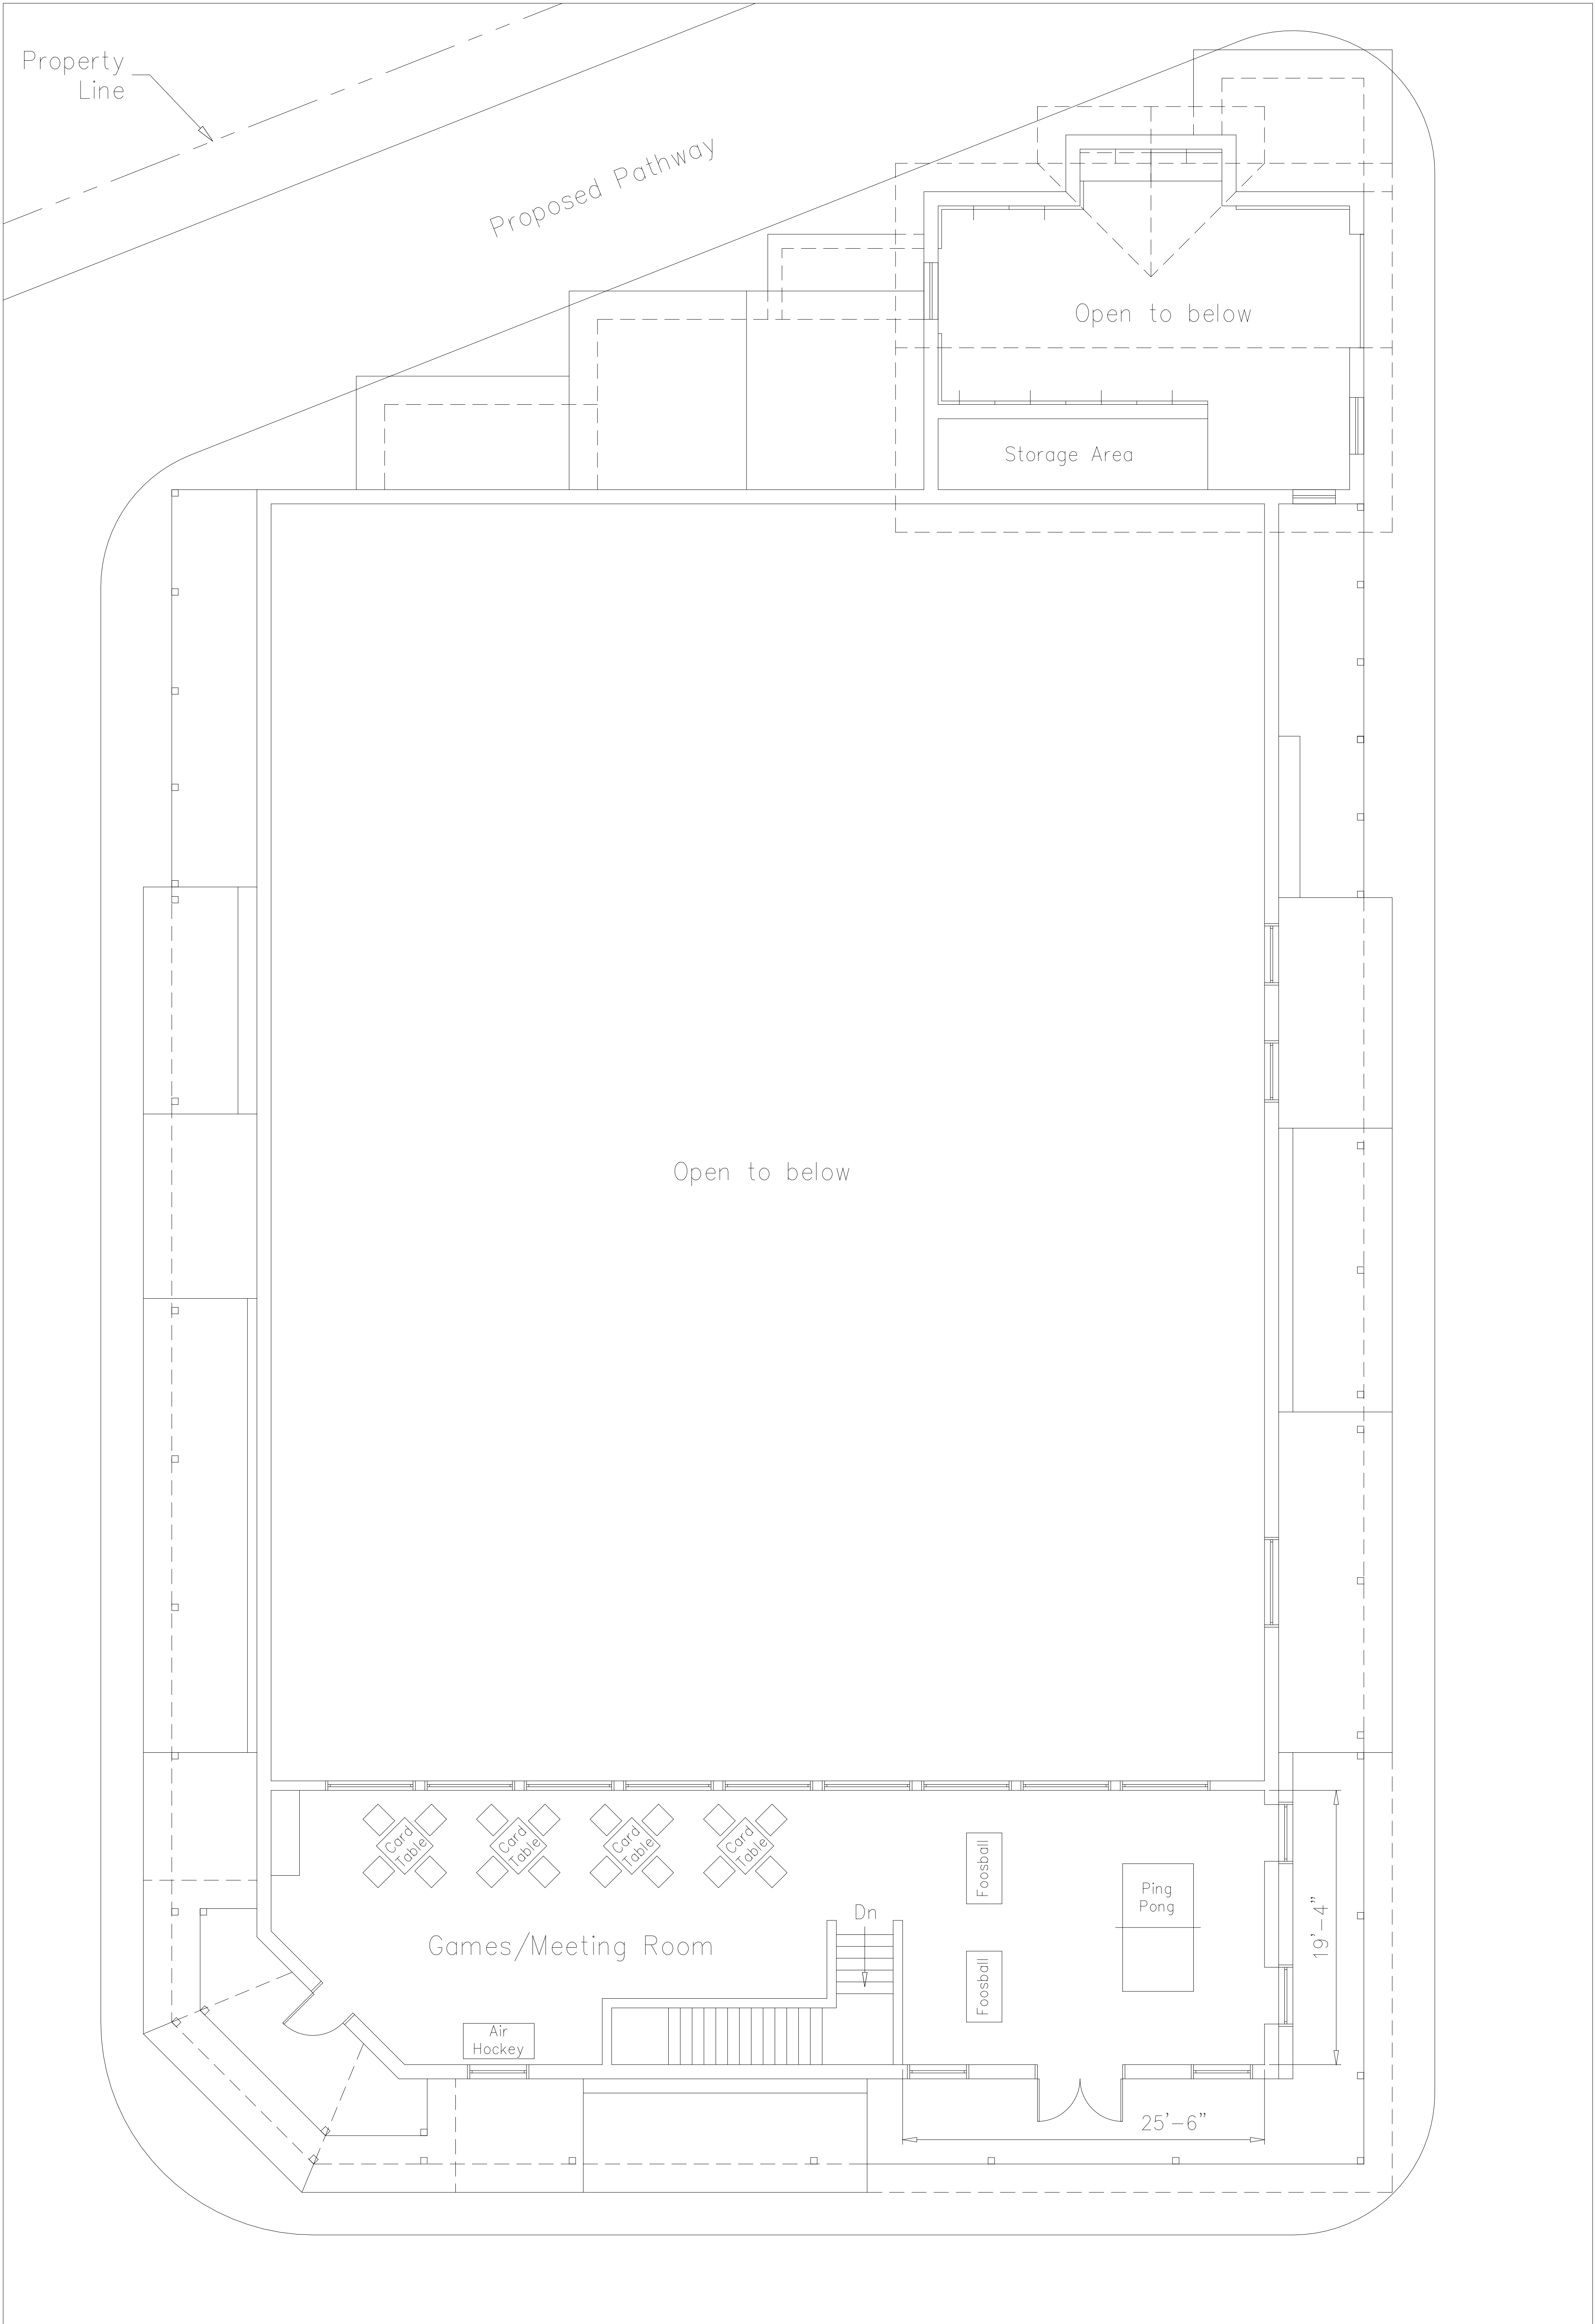 Property
Line
Proposed Pathway
Open to below
Storage Area
Open to below
Card
Table
Card
Table
Card
Table
Card
Table
Foosball
Ping
Pong
Dn
Games/Meeting Room
19'-4"
Foosball
Air
Hockey
25'-6"